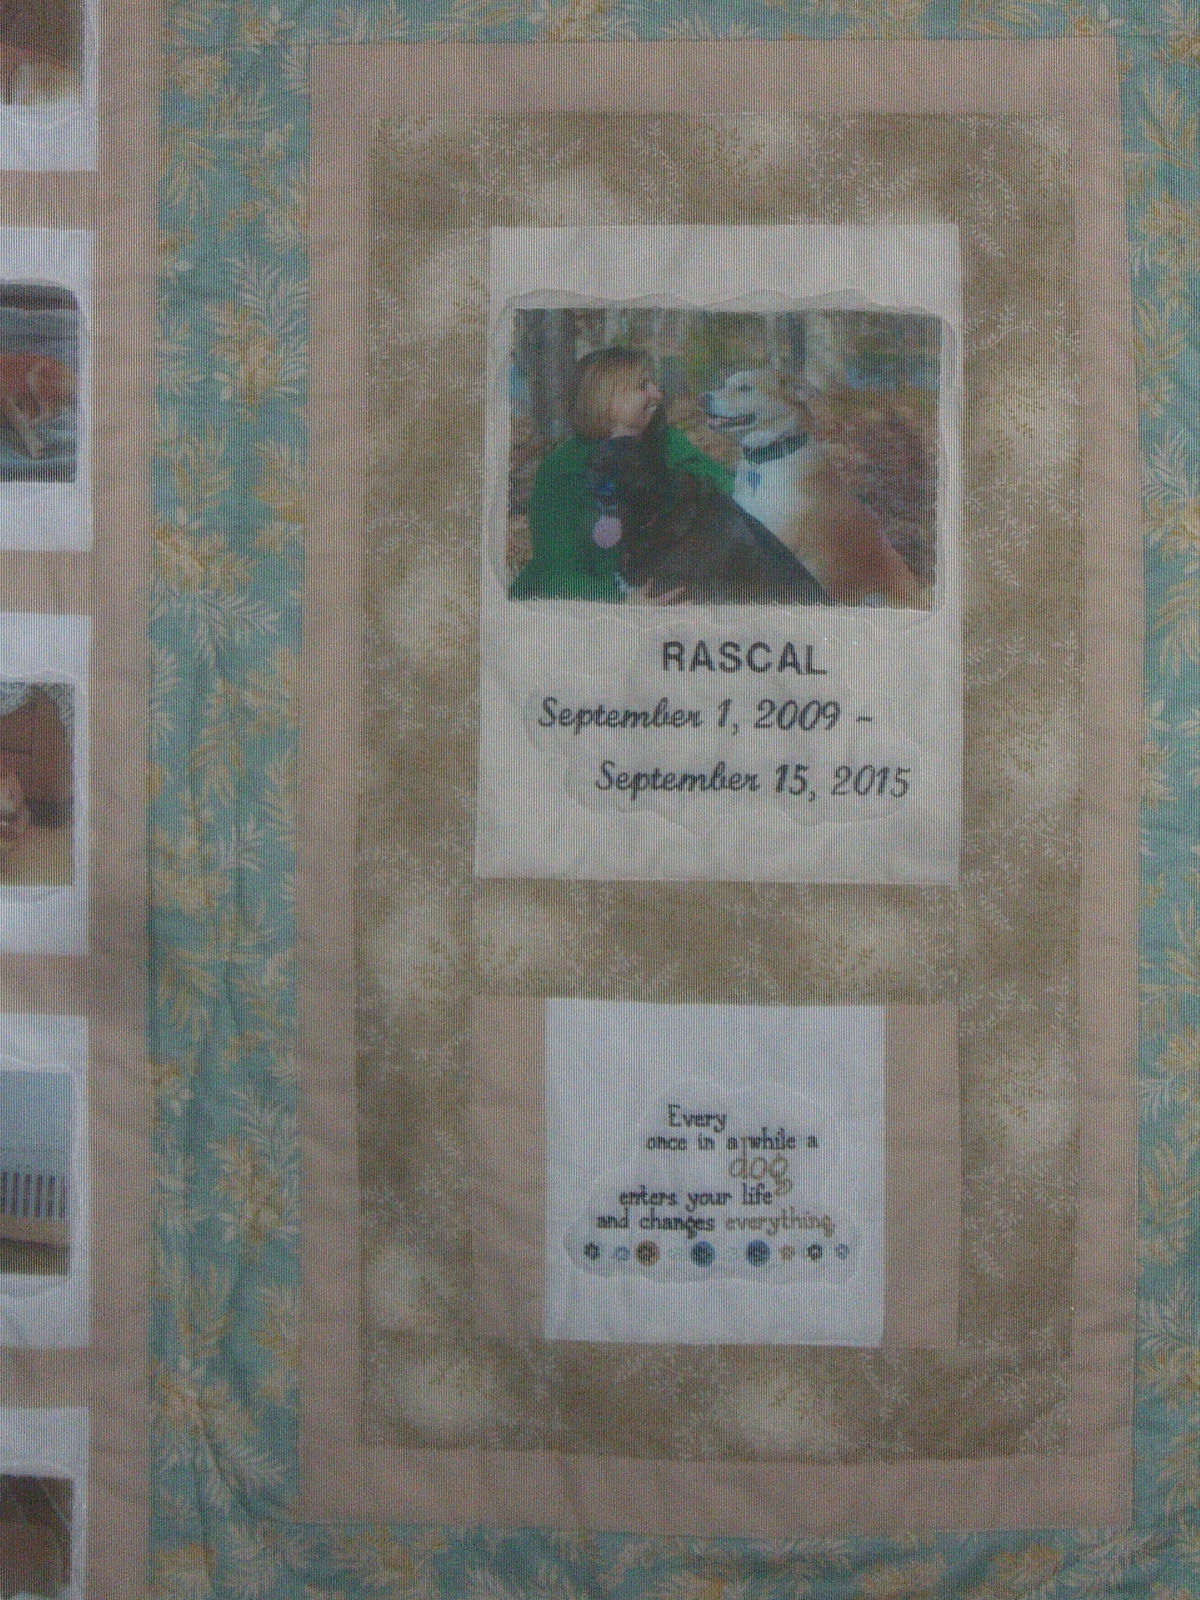 RASCAL
September 1, 2009 -
September 15, 2015
Every
once in a while a
dog
enters your life
and changes everything.